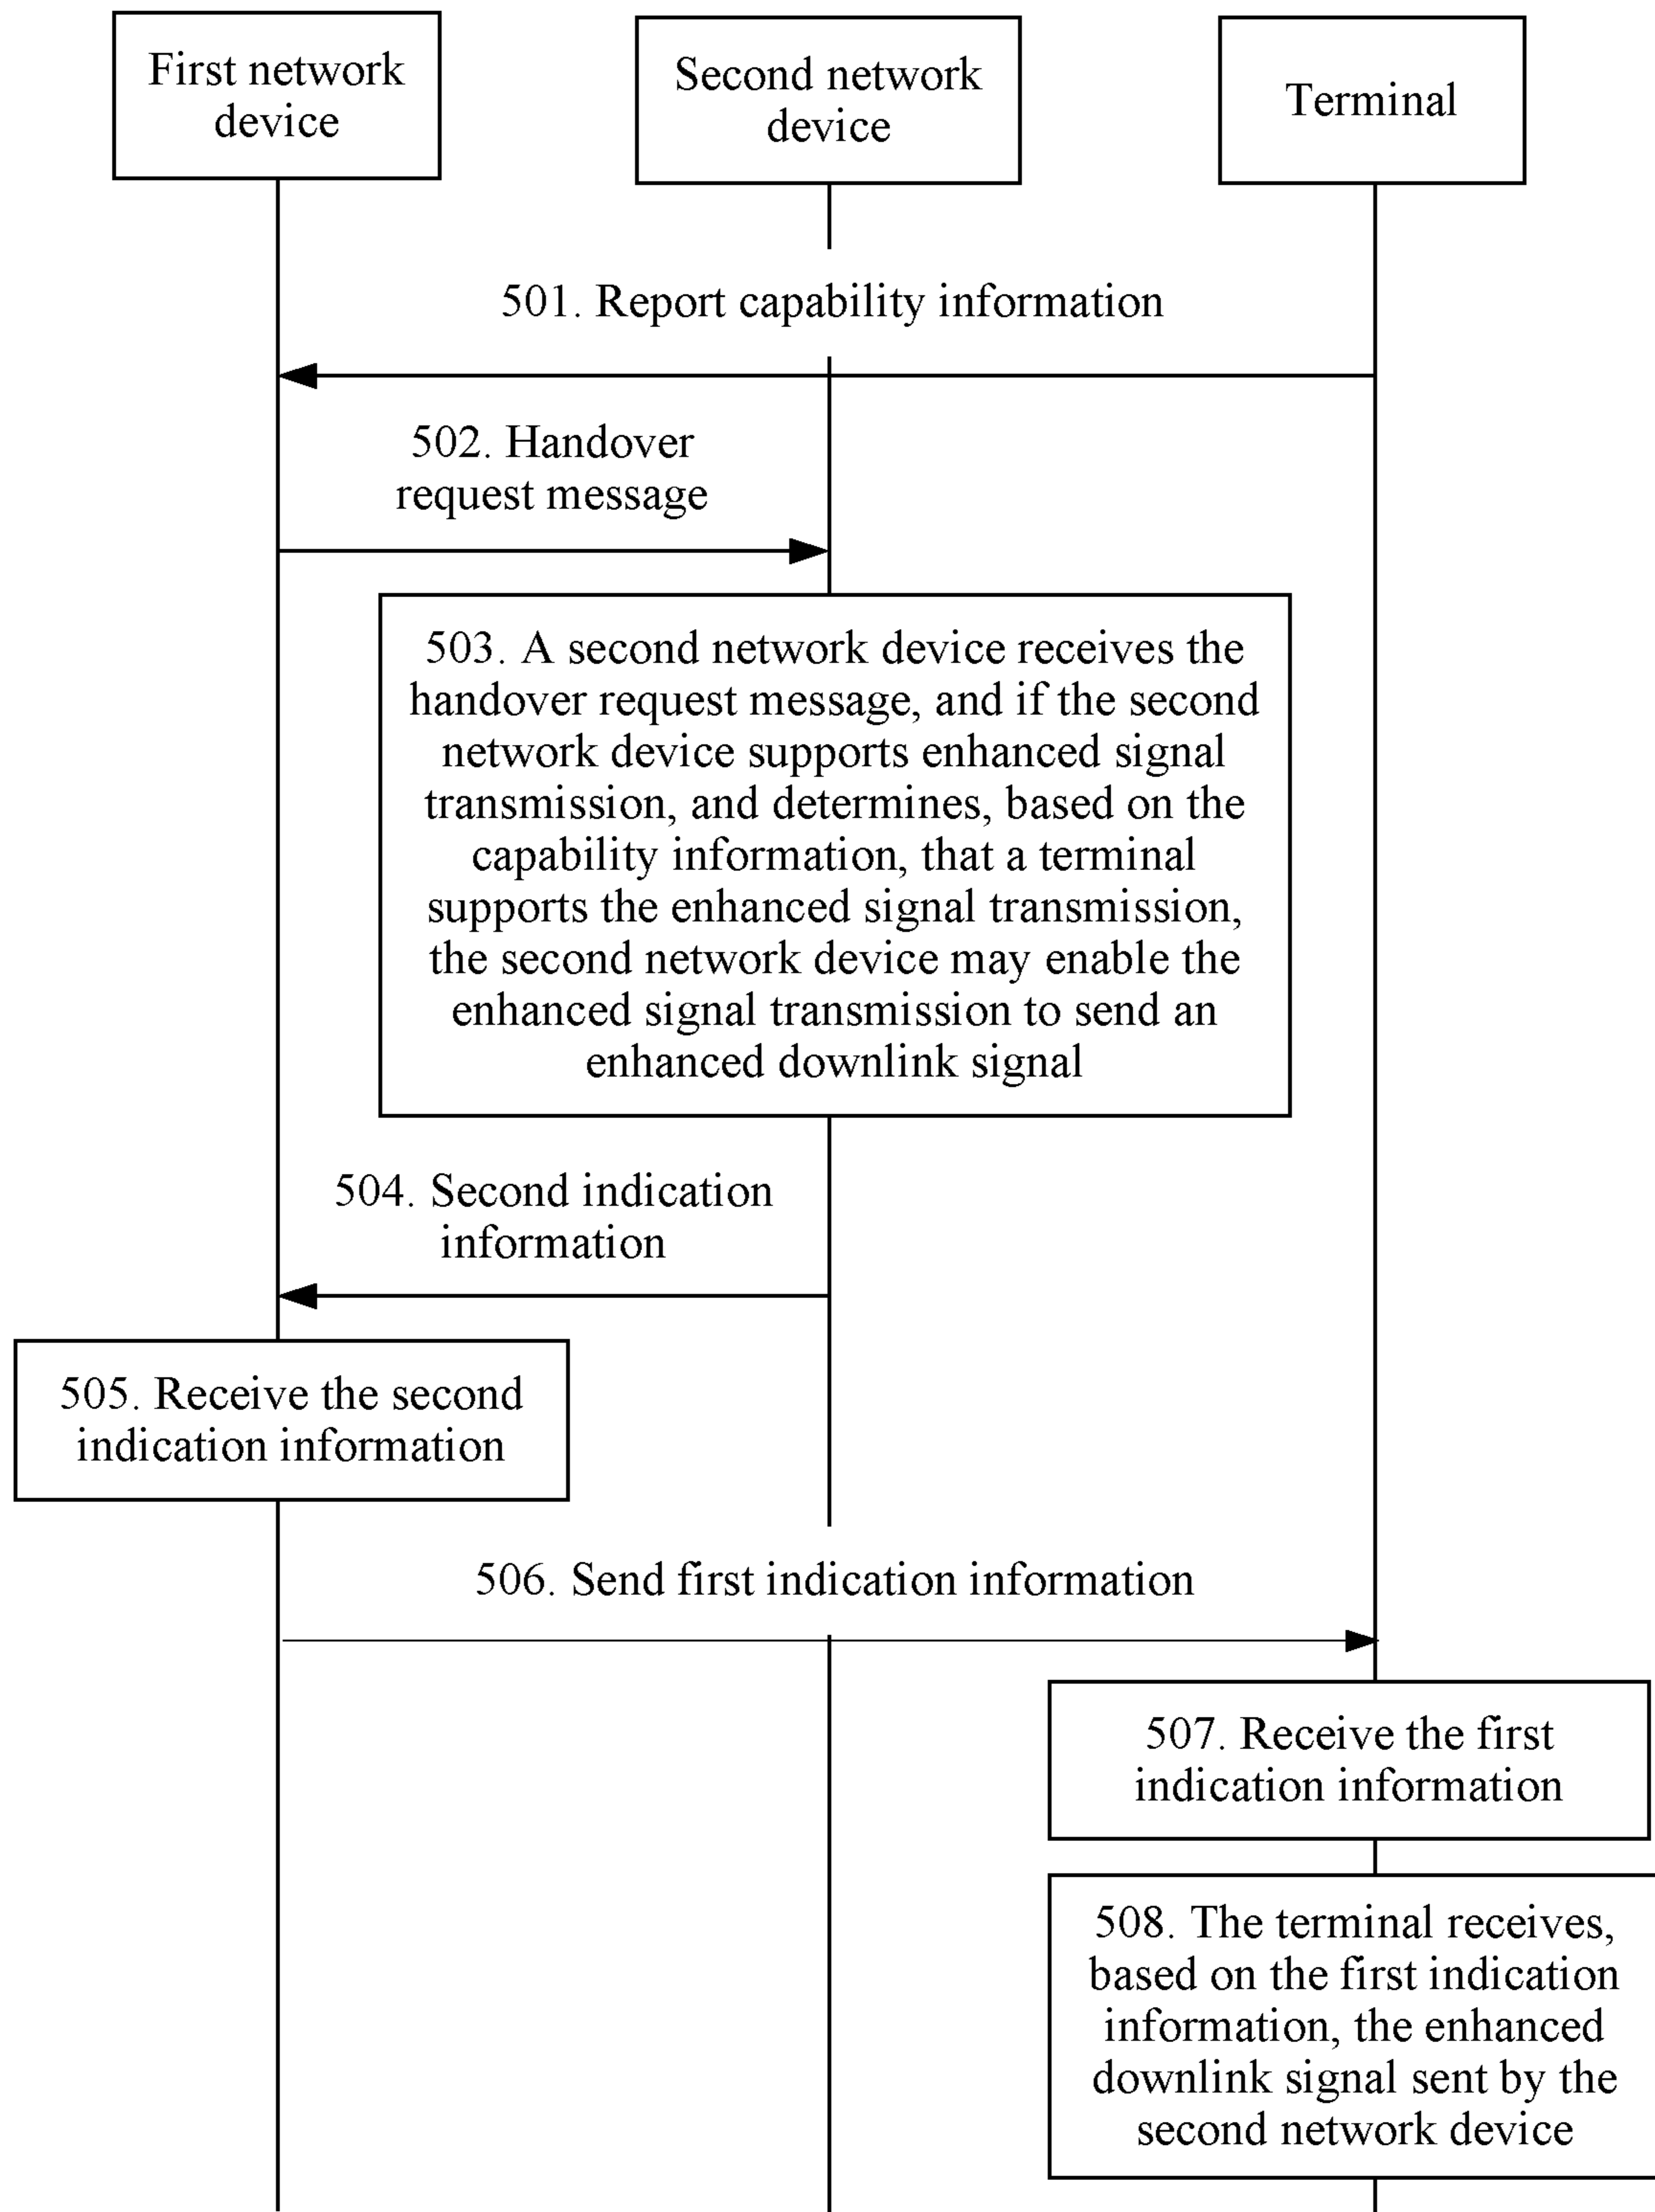 First network
device
Second network
device
Terminal
501. Report capability information
502. Handover
request message
503. A second network device receives the
handover request message, and if the second
network device supports enhanced signal
transmission, and determines, based on the
capability information, that a terminal
supports the enhanced signal transmission,
the second network device may enable the
enhanced signal transmission to send an
enhanced downlink signal
504. Second indication
information
505. Receive the second
indication information
506. Send first indication information
507. Receive the first
indication information
508. The terminal receives,
based on the first indication
information, the enhanced
downlink signal sent by the
second network device